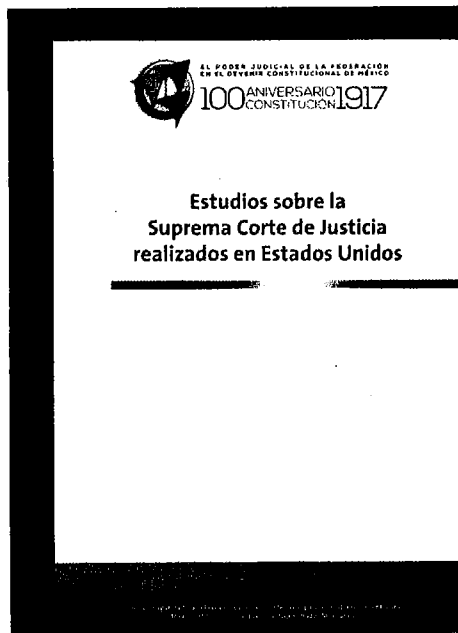 EL PODER JUDICIAL DE LA FEDERACIÓN
EN EL DEVENIR CONSTITUCIONAL DE MÉXICO
100 ANIVERSARIO CONSTITUCIÓN 1917
Estudios sobre la
Suprema Corte de Justicia
realizados en Estados Unidos